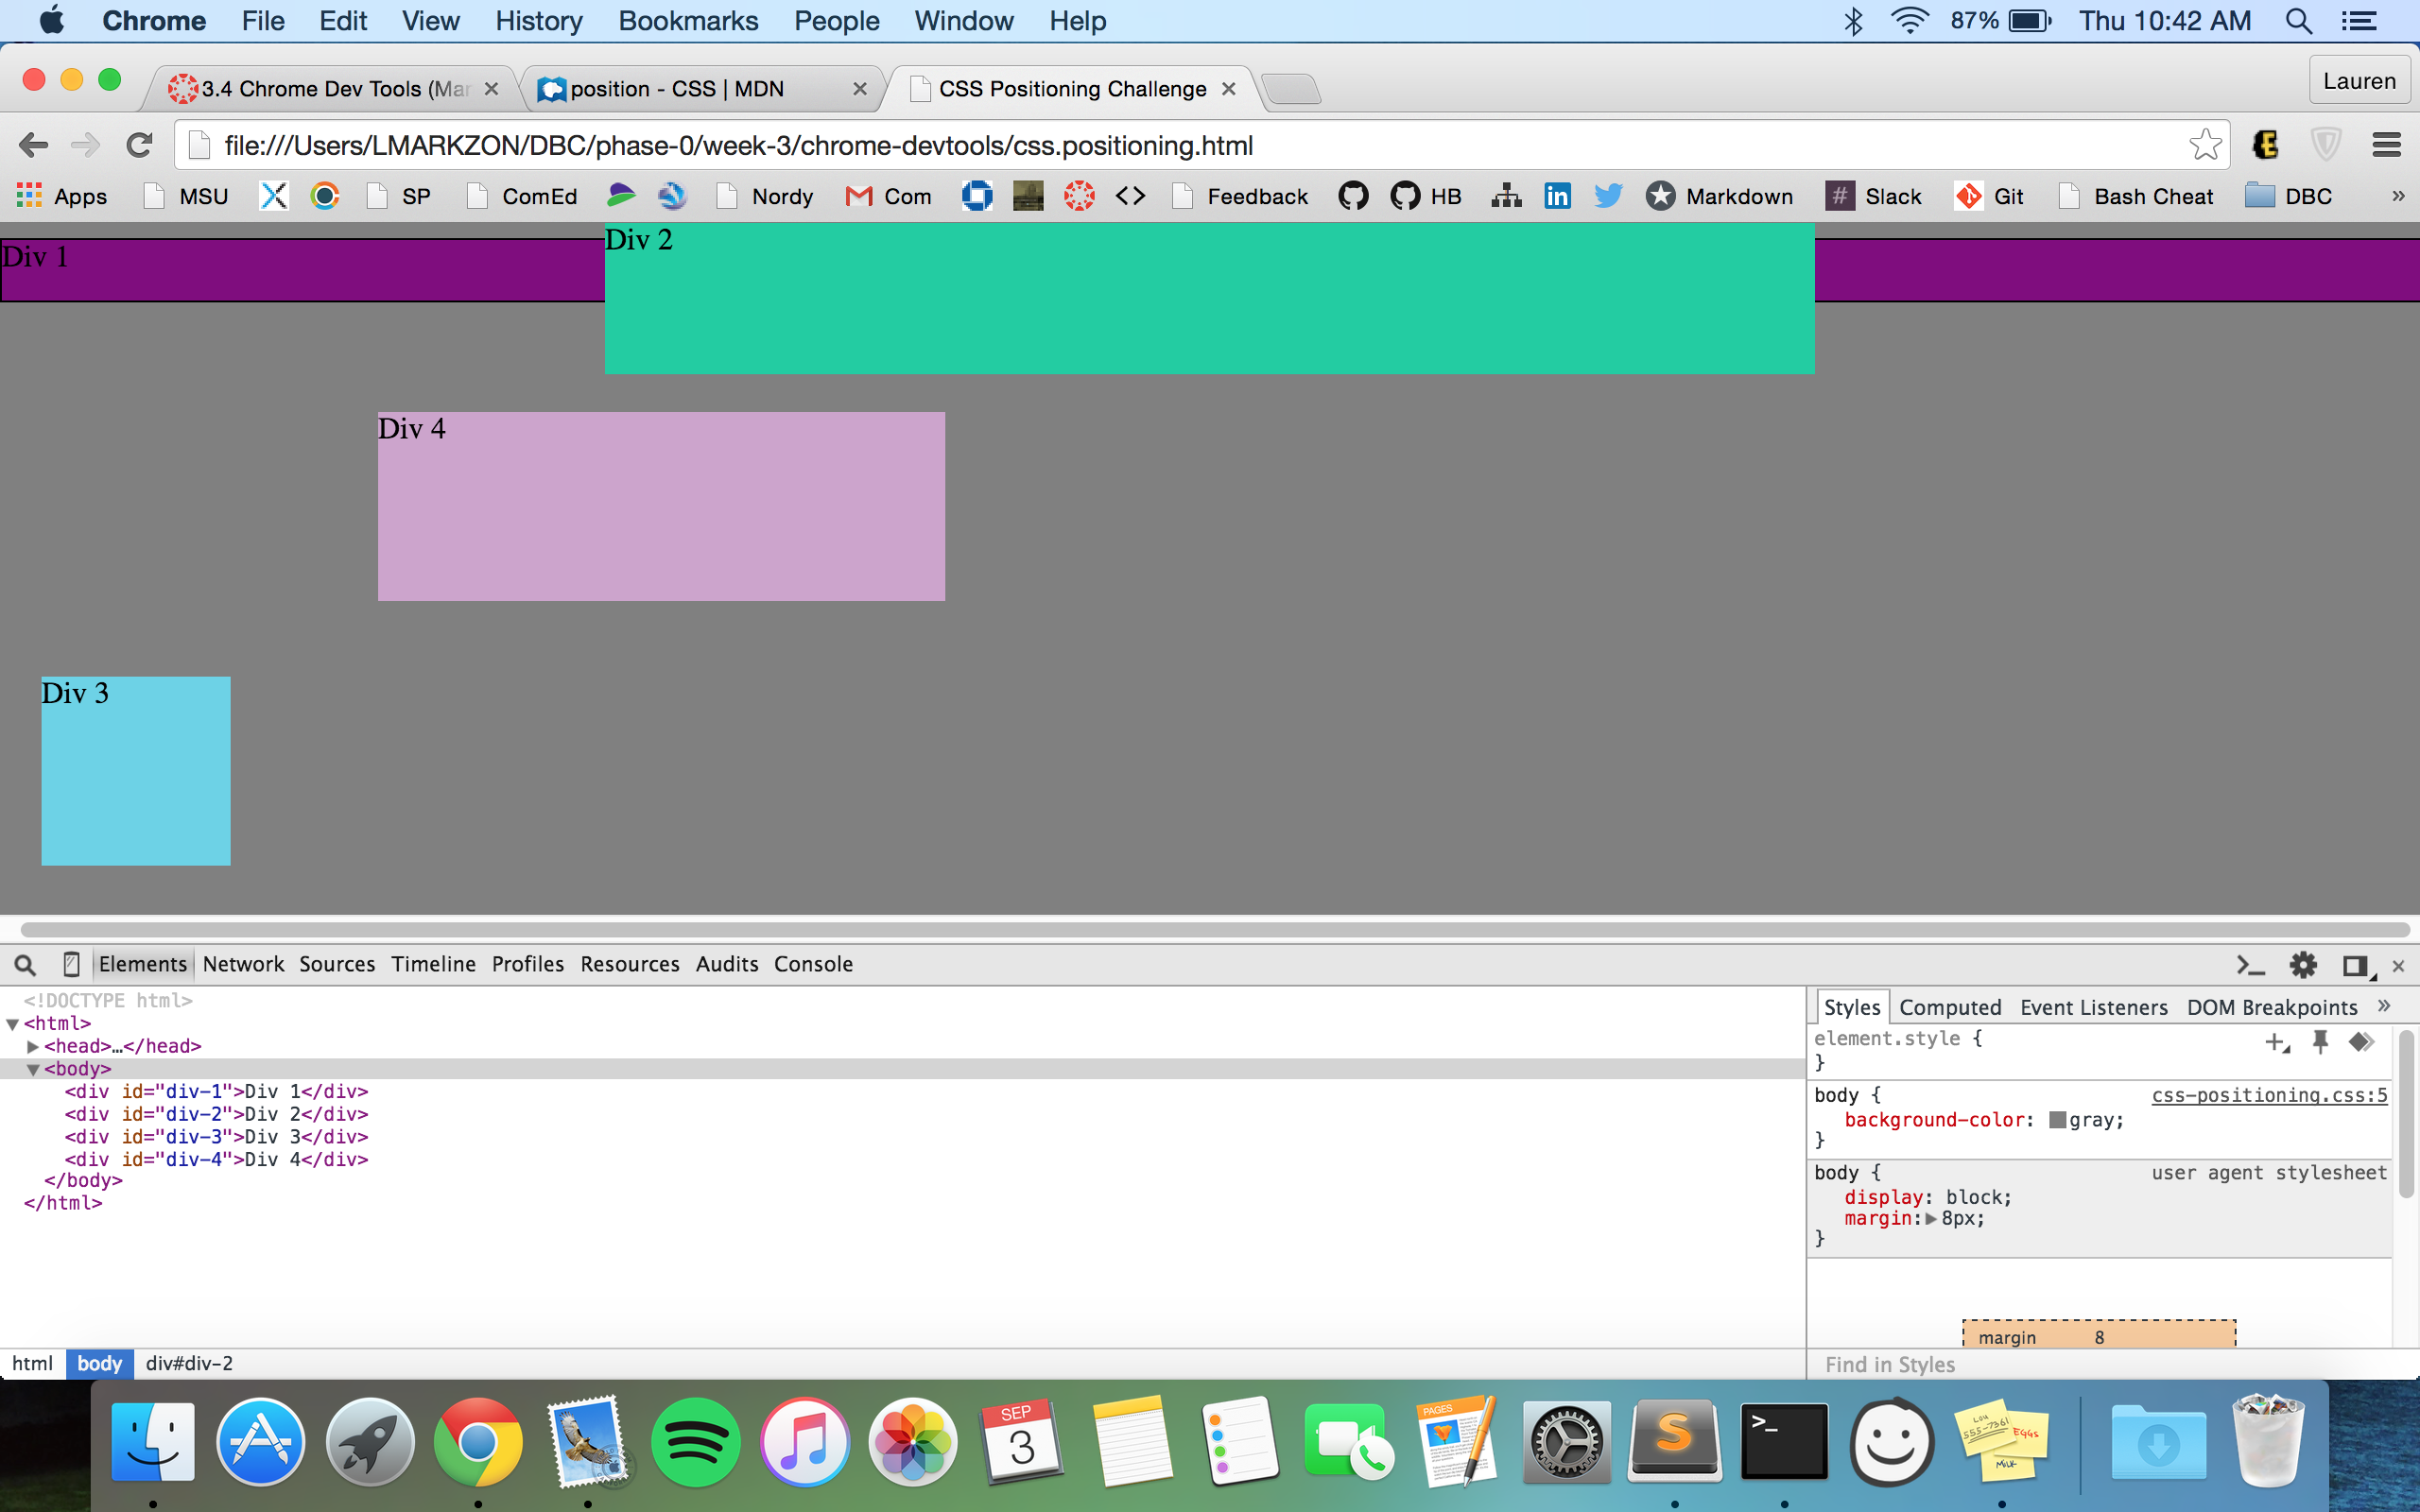 Chrome File Edit View History Bookmarks People Window Help 87% Thu 10:42 AM
3.4 Chrome Dev Tools (Mar position - CSS | MDN CSS Positioning Challenge Lauren
file:///Users/LMARKZON/DBC/phase-0/week-3/chrome-devtools/css.positioning.html
Apps MSU SP ComEd Nordy Com Feedback HB Markdown # Slack Git Bash Cheat DBC »
Div 1
Div 2
Div 4
Div 3
Elements Network Sources Timeline Profiles Resources Audits Console
<!DOCTYPE html>
<html>
<head>…</head>
<body>
<div id="div-1">Div 1</div>
<div id="div-2">Div 2</div>
<div id="div-3">Div 3</div>
<div id="div-4">Div 4</div>
</body>
</html>
html body div#div-2
Styles Computed Event Listeners DOM Breakpoints »
element.style {
}
body { css-positioning.css:5
background-color: gray;
}
body { user agent stylesheet
display: block;
margin: 8px;
}
margin 8
Find in Styles
SEP
3
PAGES
S
>_
Lou
555-7361
EGGS
MILK